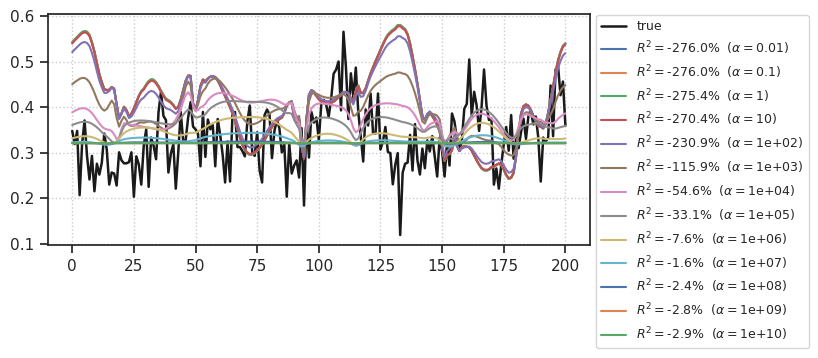 0.6
0.5
0.4
0.3
0.2
0.1
0 25 50 75 100 125 150 175 200
true
R² = -276.0% (α = 0.01)
R² = -276.0% (α = 0.1)
R² = -275.4% (α = 1)
R² = -270.4% (α = 10)
R² = -230.9% (α = 1e+02)
R² = -115.9% (α = 1e+03)
R² = -54.6% (α = 1e+04)
R² = -33.1% (α = 1e+05)
R² = -7.6% (α = 1e+06)
R² = -1.6% (α = 1e+07)
R² = -2.4% (α = 1e+08)
R² = -2.8% (α = 1e+09)
R² = -2.9% (α = 1e+10)